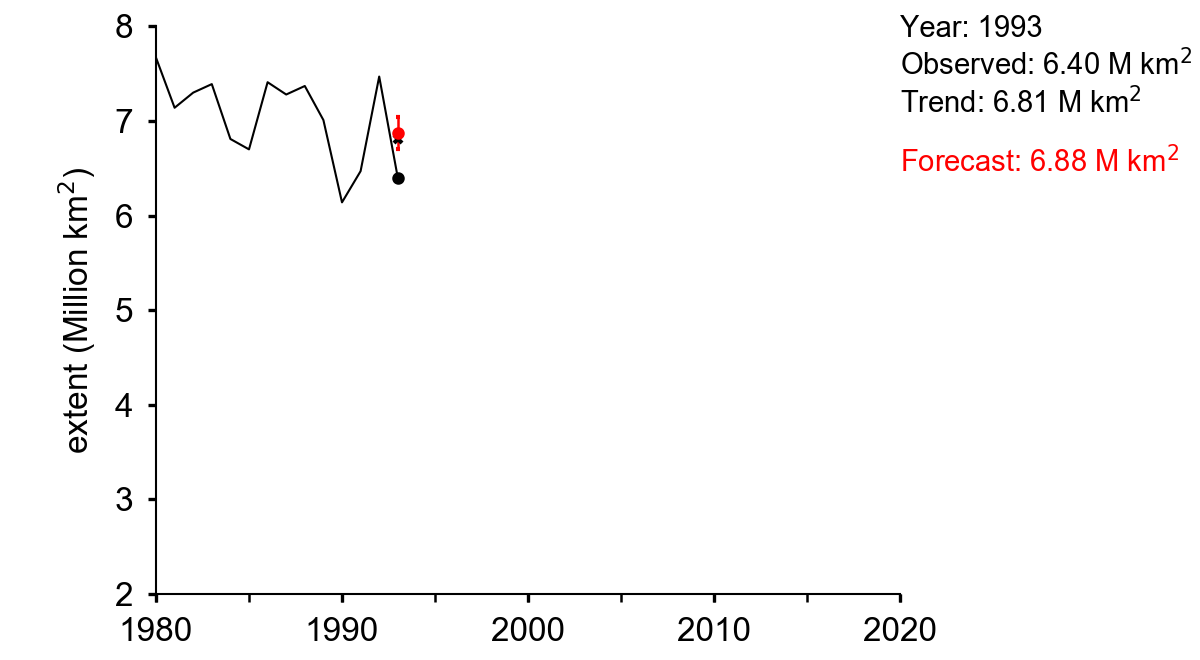 Year: 1993
Observed: 6.40 M km²
Trend: 6.81 M km²
Forecast: 6.88 M km²
extent (Million km²)
8
7
6
5
4
3
2
1980
1990
2000
2010
2020